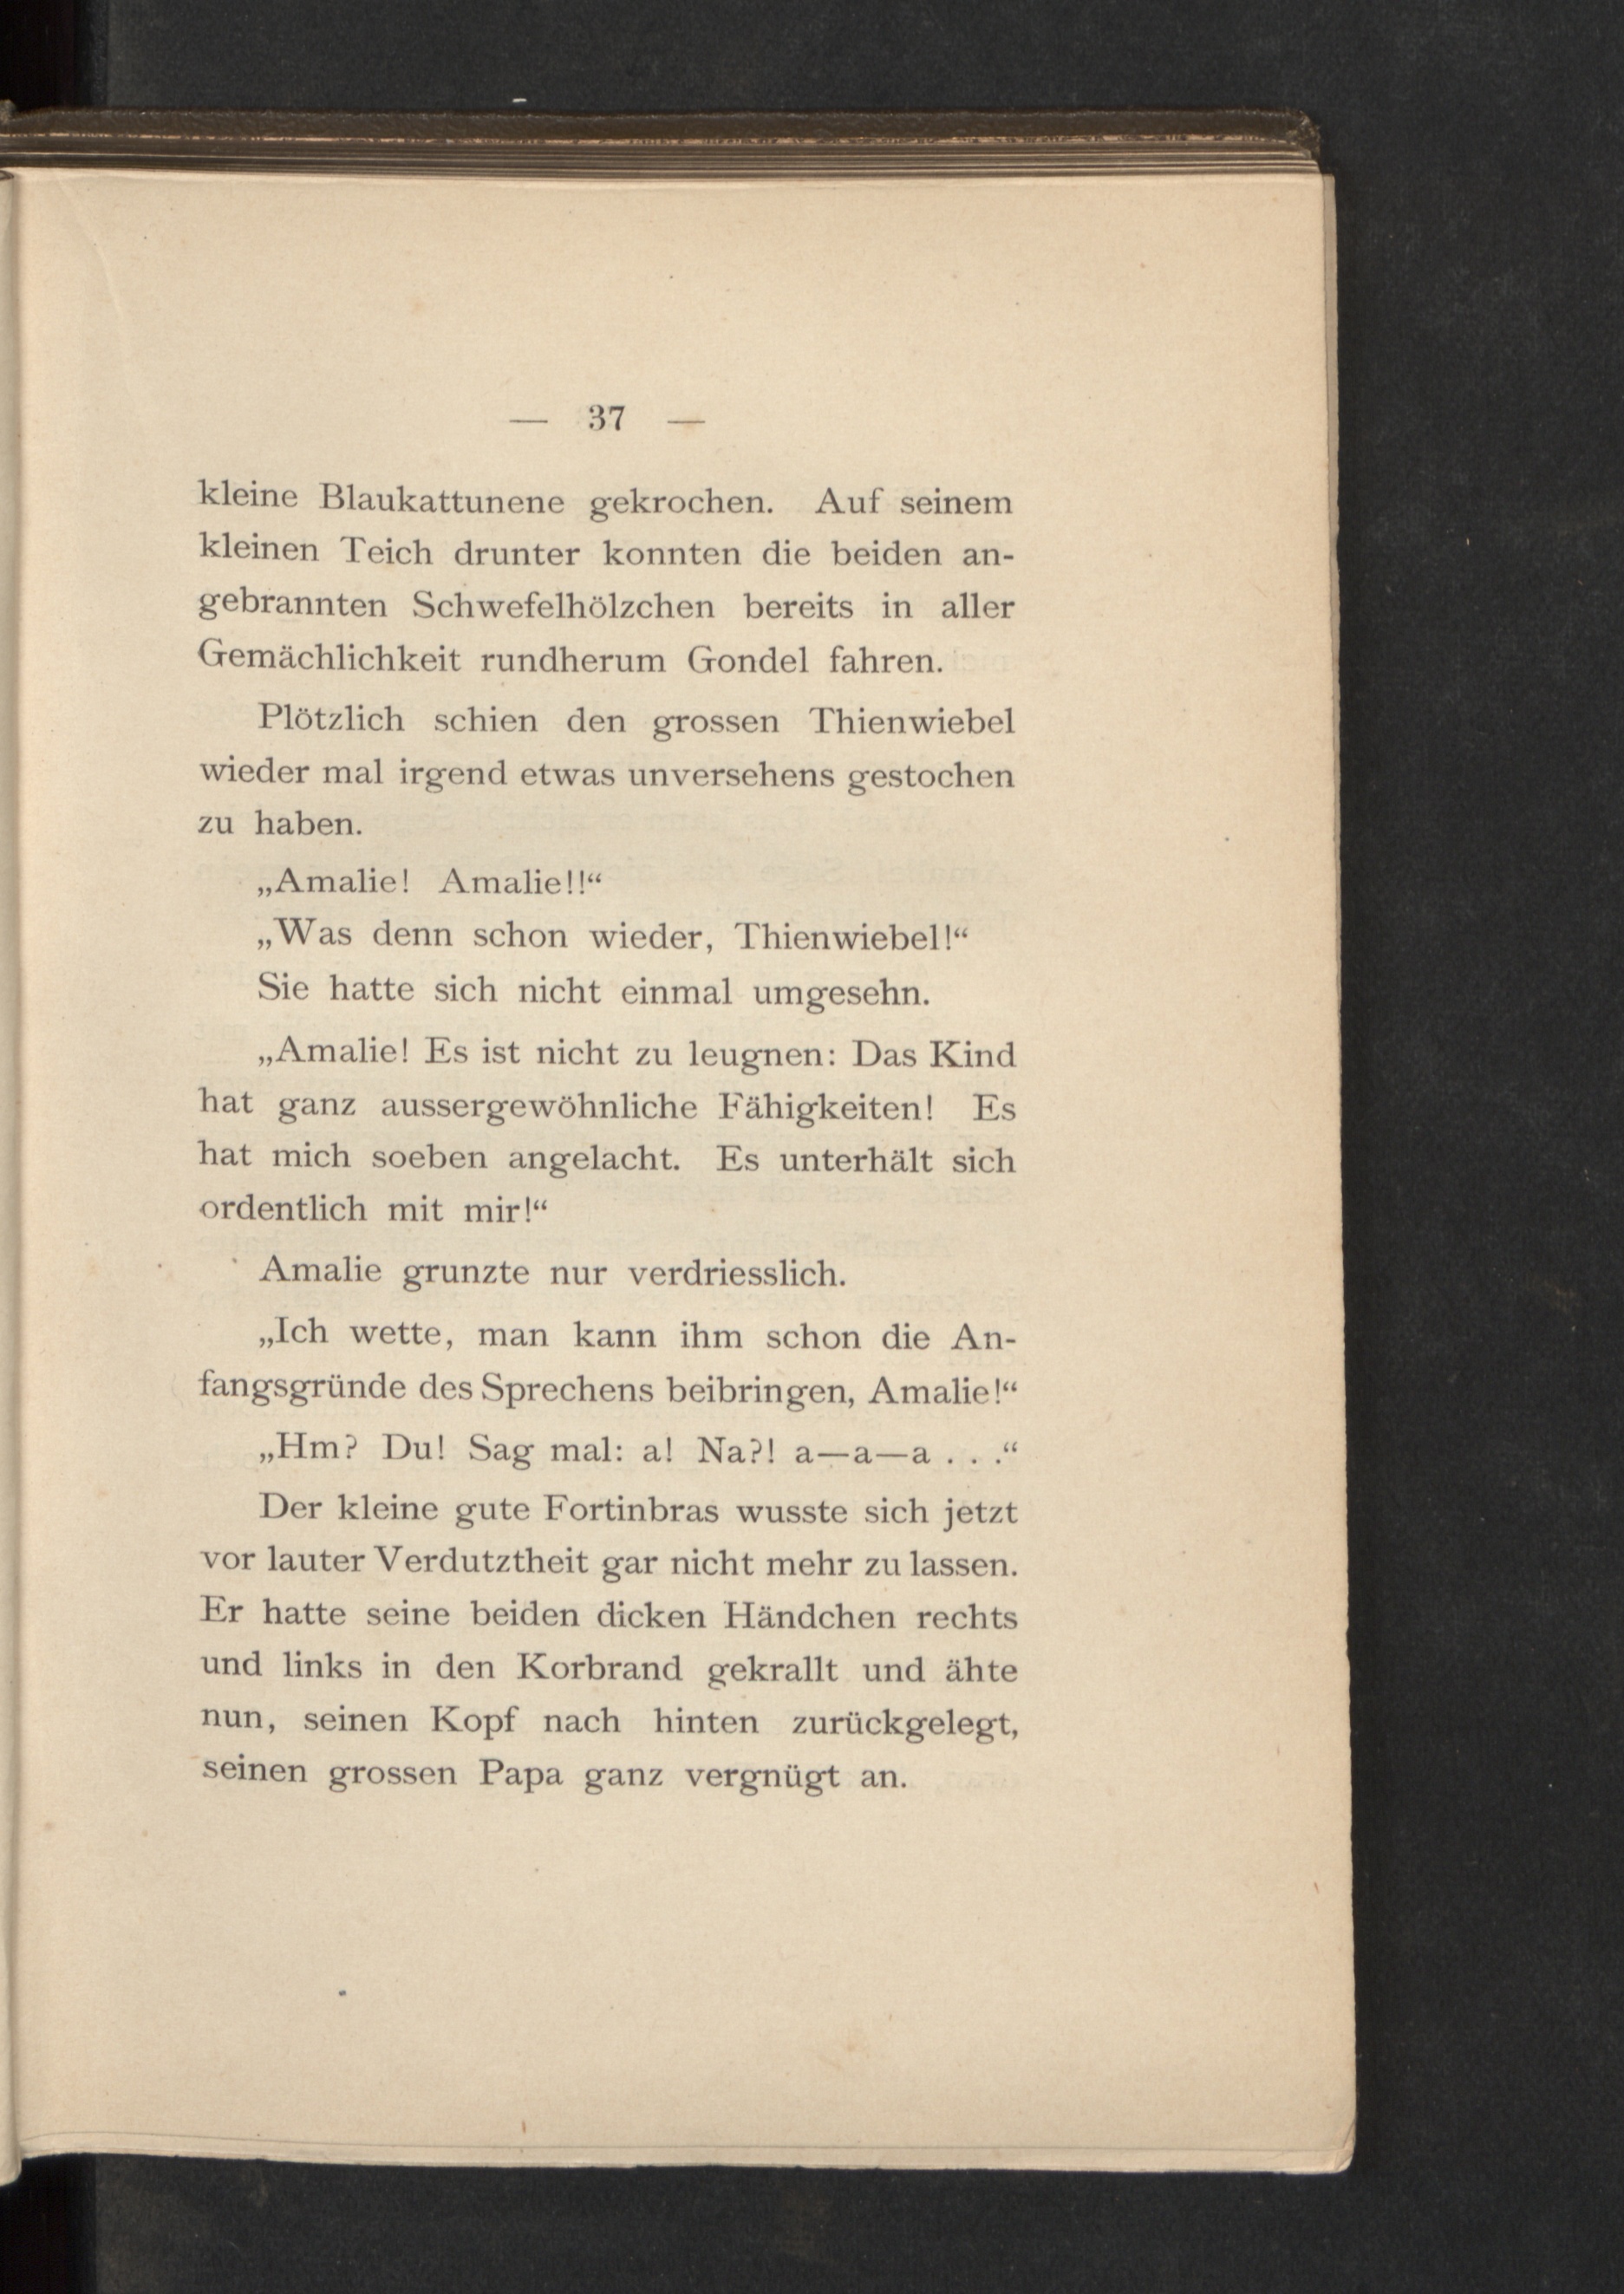 — 37 —
kleine Blaukattunene gekrochen. Auf seinem
kleinen Teich drunter konnten die beiden an-
gebrannten Schwefelhölzchen bereits in aller
Gemächlichkeit rundherum Gondel fahren.
Plötzlich schien den grossen Thienwiebel
wieder mal irgend etwas unversehens gestochen
zu haben.
„Amalie! Amalie!!“
„Was denn schon wieder, Thienwiebel!“
Sie hatte sich nicht einmal umgesehn.
„Amalie! Es ist nicht zu leugnen: Das Kind
hat ganz aussergewöhnliche Fähigkeiten! Es
hat mich soeben angelacht. Es unterhält sich
ordentlich mit mir!“
Amalie grunzte nur verdriesslich.
„Ich wette, man kann ihm schon die An-
fangsgründe des Sprechens beibringen, Amalie!“
„Hm? Du! Sag mal: a! Na?! a—a—a . . .“
Der kleine gute Fortinbras wusste sich jetzt
vor lauter Verdutztheit gar nicht mehr zu lassen.
Er hatte seine beiden dicken Händchen rechts
und links in den Korbrand gekrallt und ähte
nun, seinen Kopf nach hinten zurückgelegt,
seinen grossen Papa ganz vergnügt an.